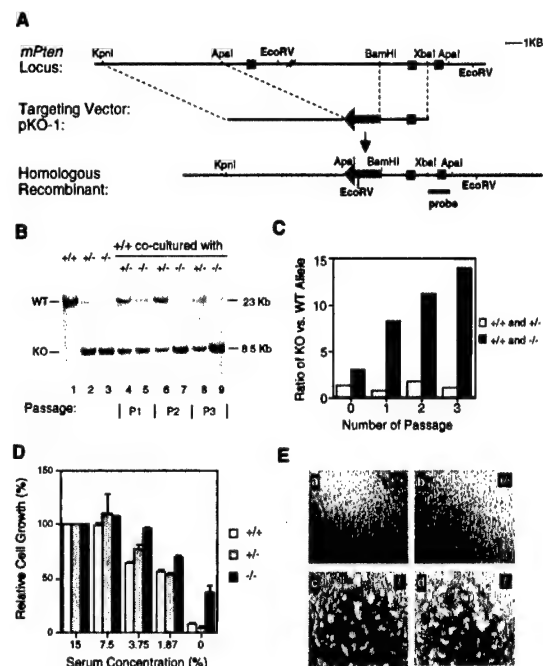 A
mPten
Locus:
KpnI
ApaI
EcoRV
BamHI
XbaI
ApaI
EcoRV
1KB
Targeting Vector:
pKO-1:
Homologous
Recombinant:
KpnI
ApaI
BamHI
XbaI
ApaI
EcoRV
EcoRV
probe
B
+/+ co-cultured with
+/+ +/- -/- +/- -/- +/- -/- +/- -/-
WT
23 Kb
KO
8.5 Kb
1 2 3 4 5 6 7 8 9
Passage: P1 P2 P3
C
Ratio of KO vs. WT Allele
15
10
5
0
+/+ and +/-
+/+ and -/-
0 1 2 3
Number of Passage
D
Relative Cell Growth (%)
150
100
50
0
+/+
+/-
-/-
15 7.5 3.75 1.87 0
Serum Concentration (%)
E
a
b
c
d